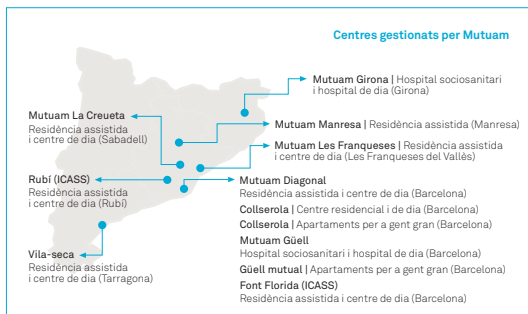 Centres gestionats per Mutuam
Mutuam Girona | Hospital sociosanitari
i hospital de dia (Girona)
Mutuam La Creueta
Residència assistida
i centre de dia (Sabadell)
Mutuam Manresa | Residència assistida (Manresa)
Mutuam Les Franqueses | Residència assistida
i centre de dia (Les Franqueses del Vallès)
Rubí (ICASS)
Residència assistida
i centre de dia (Rubí)
Mutuam Diagonal
Residència assistida i centre de dia (Barcelona)
Collserola | Centre residencial i de dia (Barcelona)
Collserola | Apartaments per a gent gran (Barcelona)
Mutuam Güell
Hospital sociosanitari i hospital de dia (Barcelona)
Güell mutual | Apartaments per a gent gran (Barcelona)
Font Florida (ICASS)
Residència assistida i centre de dia (Barcelona)
Vila-seca
Residència assistida
i centre de dia (Tarragona)